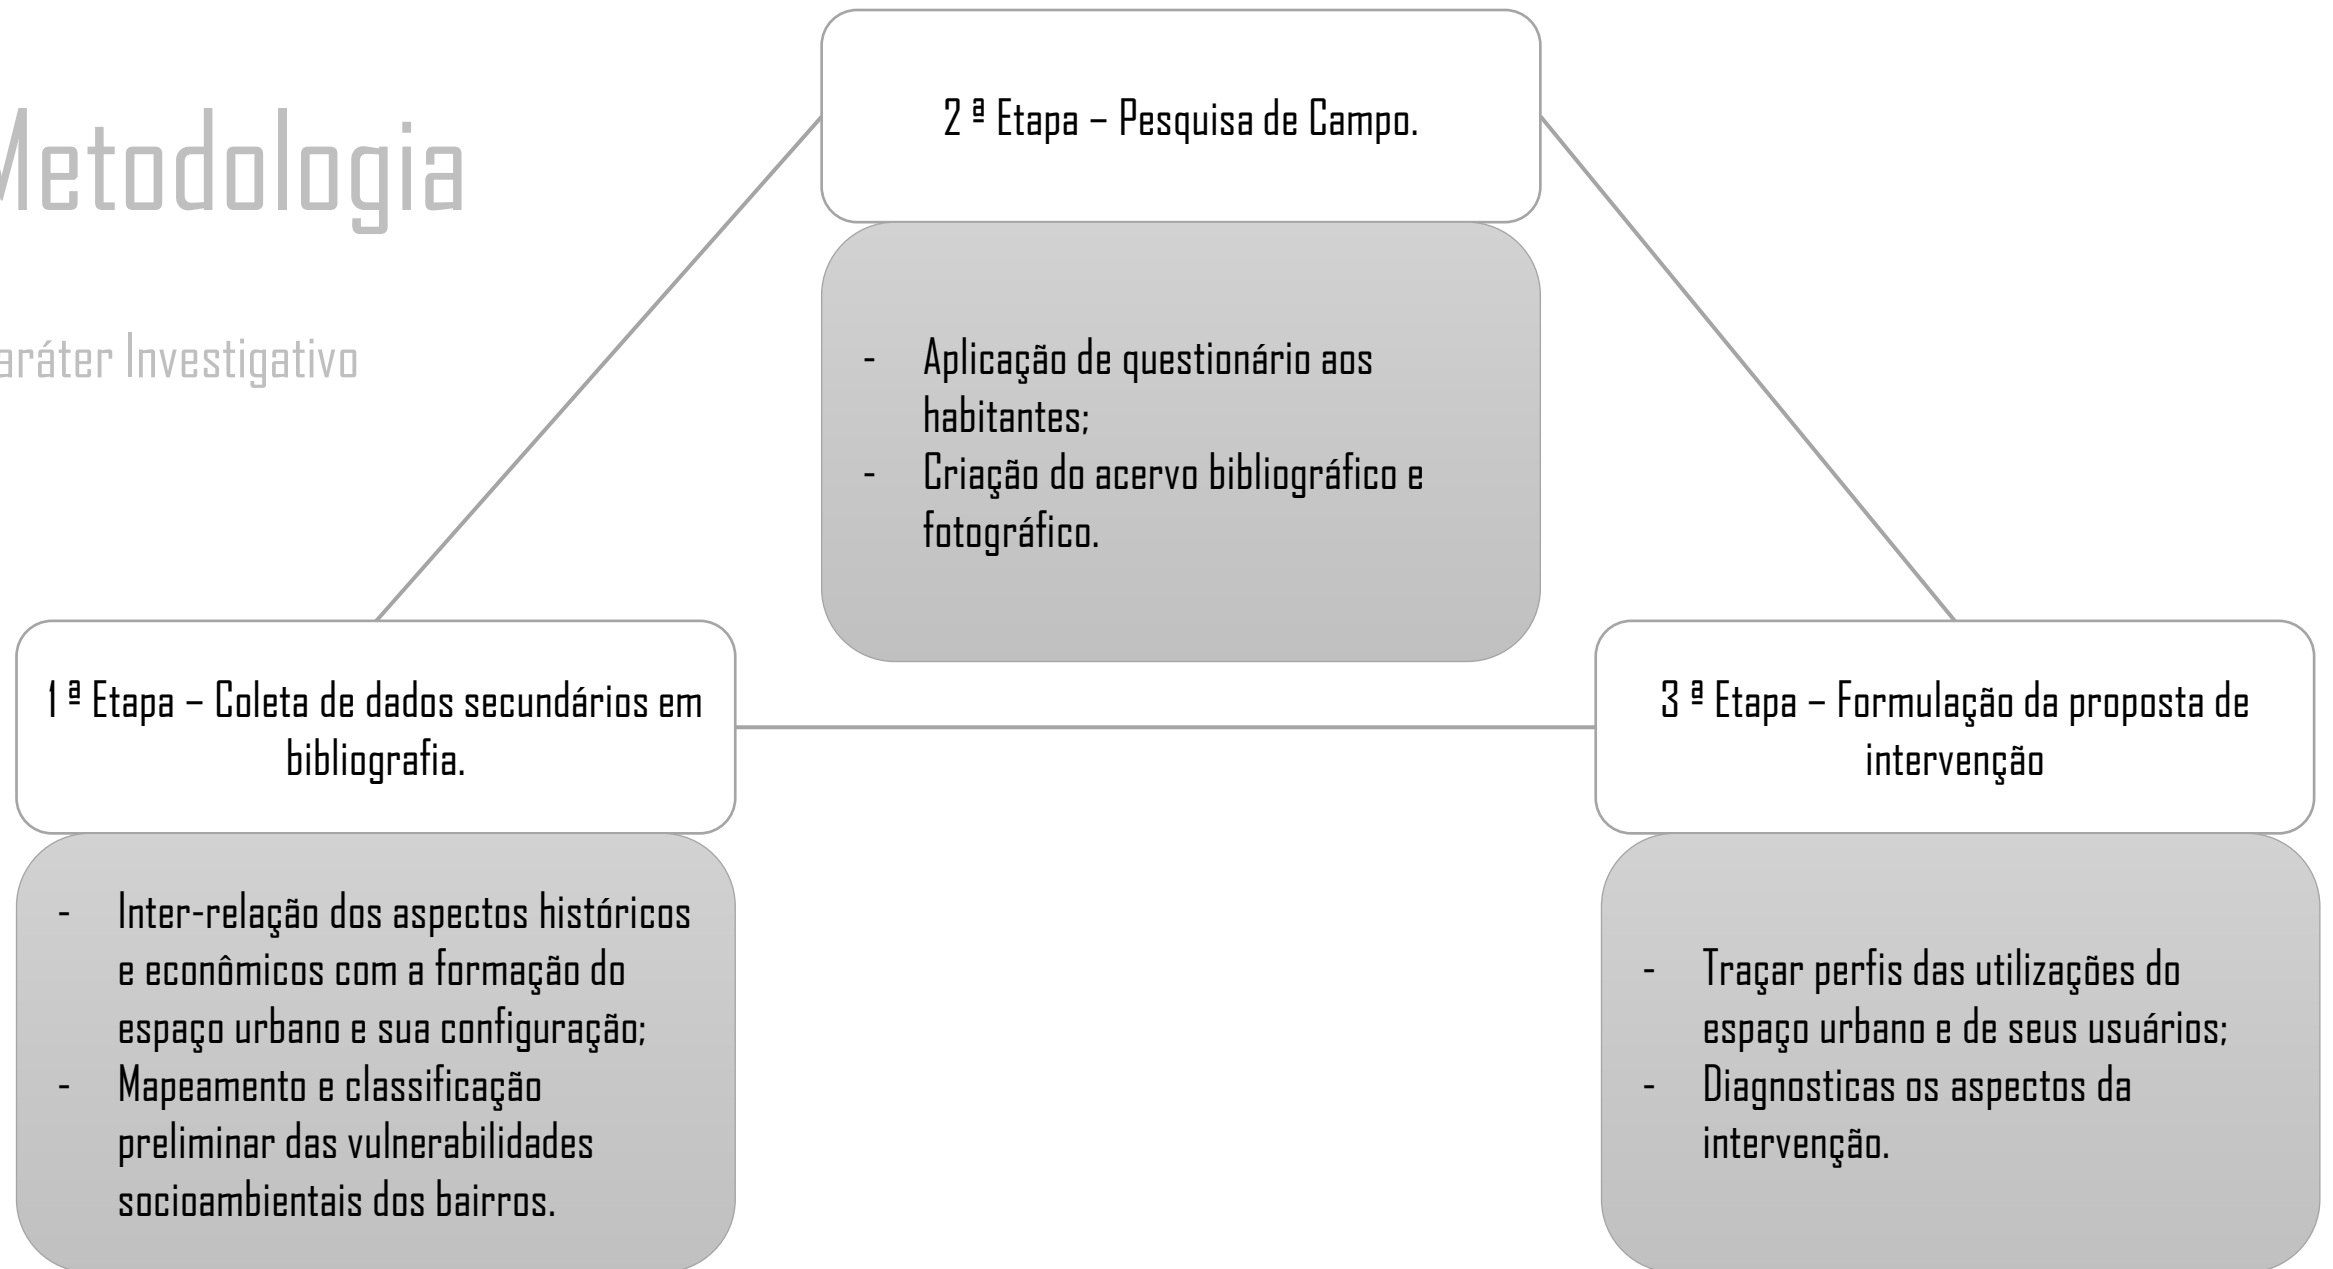 Metodologia
aráter Investigativo
2 ª Etapa – Pesquisa de Campo.
- Aplicação de questionário aos
habitantes;
- Criação do acervo bibliográfico e
fotográfico.
1 ª Etapa – Coleta de dados secundários em
bibliografia.
- Inter-relação dos aspectos históricos
e econômicos com a formação do
espaço urbano e sua configuração;
- Mapeamento e classificação
preliminar das vulnerabilidades
socioambientais dos bairros.
3 ª Etapa – Formulação da proposta de
intervenção
- Traçar perfis das utilizações do
espaço urbano e de seus usuários;
- Diagnosticas os aspectos da
intervenção.